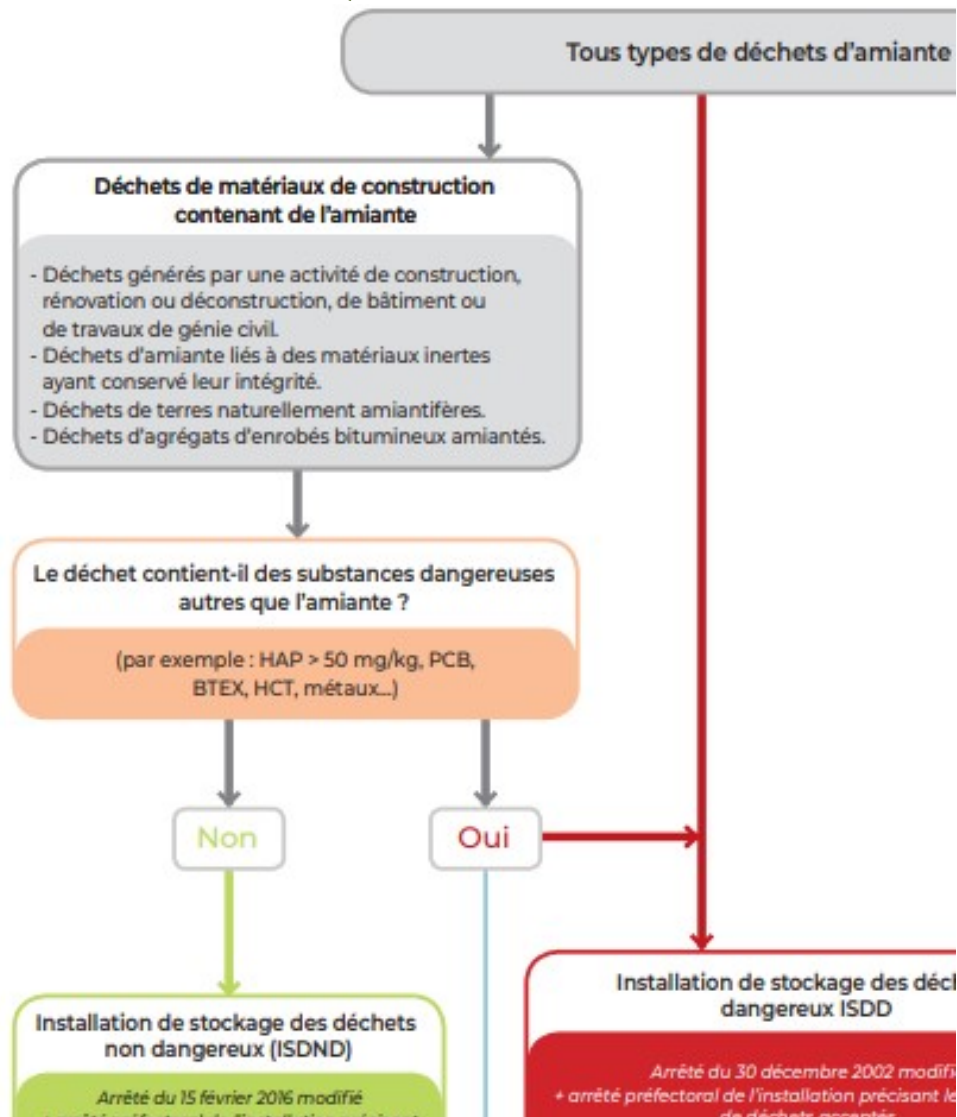 Tous types de déchets d'amiante
Déchets de matériaux de construction
contenant de l'amiante
- Déchets générés par une activité de construction,
rénovation ou déconstruction, de bâtiment ou
de travaux de génie civil.
- Déchets d'amiante liés à des matériaux inertes
ayant conservé leur intégrité.
- Déchets de terres naturellement amiantifères.
- Déchets d'agrégats d'enrobés bitumineux amiantés.
Le déchet contient-il des substances dangereuses
autres que l'amiante ?
(par exemple : HAP > 50 mg/kg, PCB,
BTEX, HCT, métaux...)
Non
Oui
Installation de stockage des déchets
non dangereux (ISDND)
Arrêté du 15 février 2016 modifié
Installation de stockage des
dangereux ISDD
Arrêté du 30 décembre 2002
+ arrêté préfectoral de l'installation précisant
de déchets acceptés